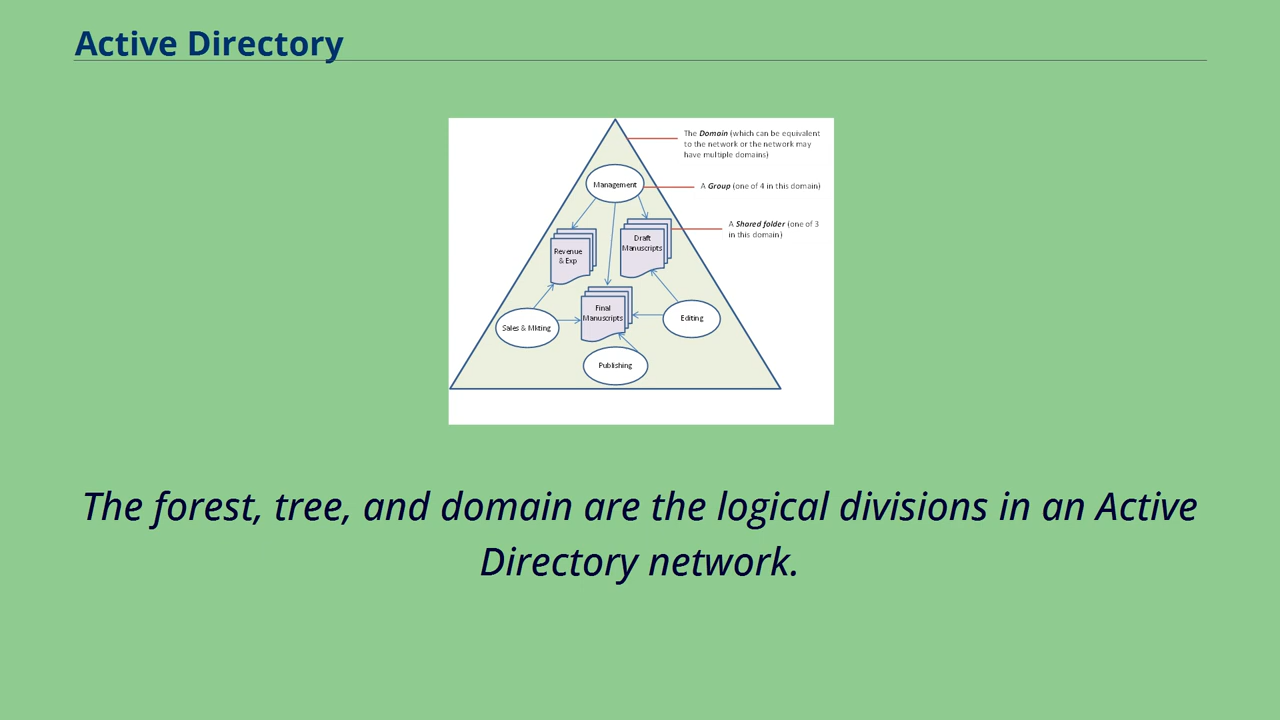 Active Directory
The Domain (which can be equivalent
to the network or the network may
have multiple domains)
Management
A Group (one of 4 in this domain)
A Shared folder (one of 3
in this domain)
Draft
Manuscripts
Revenue
& Exp
Final
Manuscripts
Sales & Mkting
Editing
Publishing
The forest, tree, and domain are the logical divisions in an Active
Directory network.